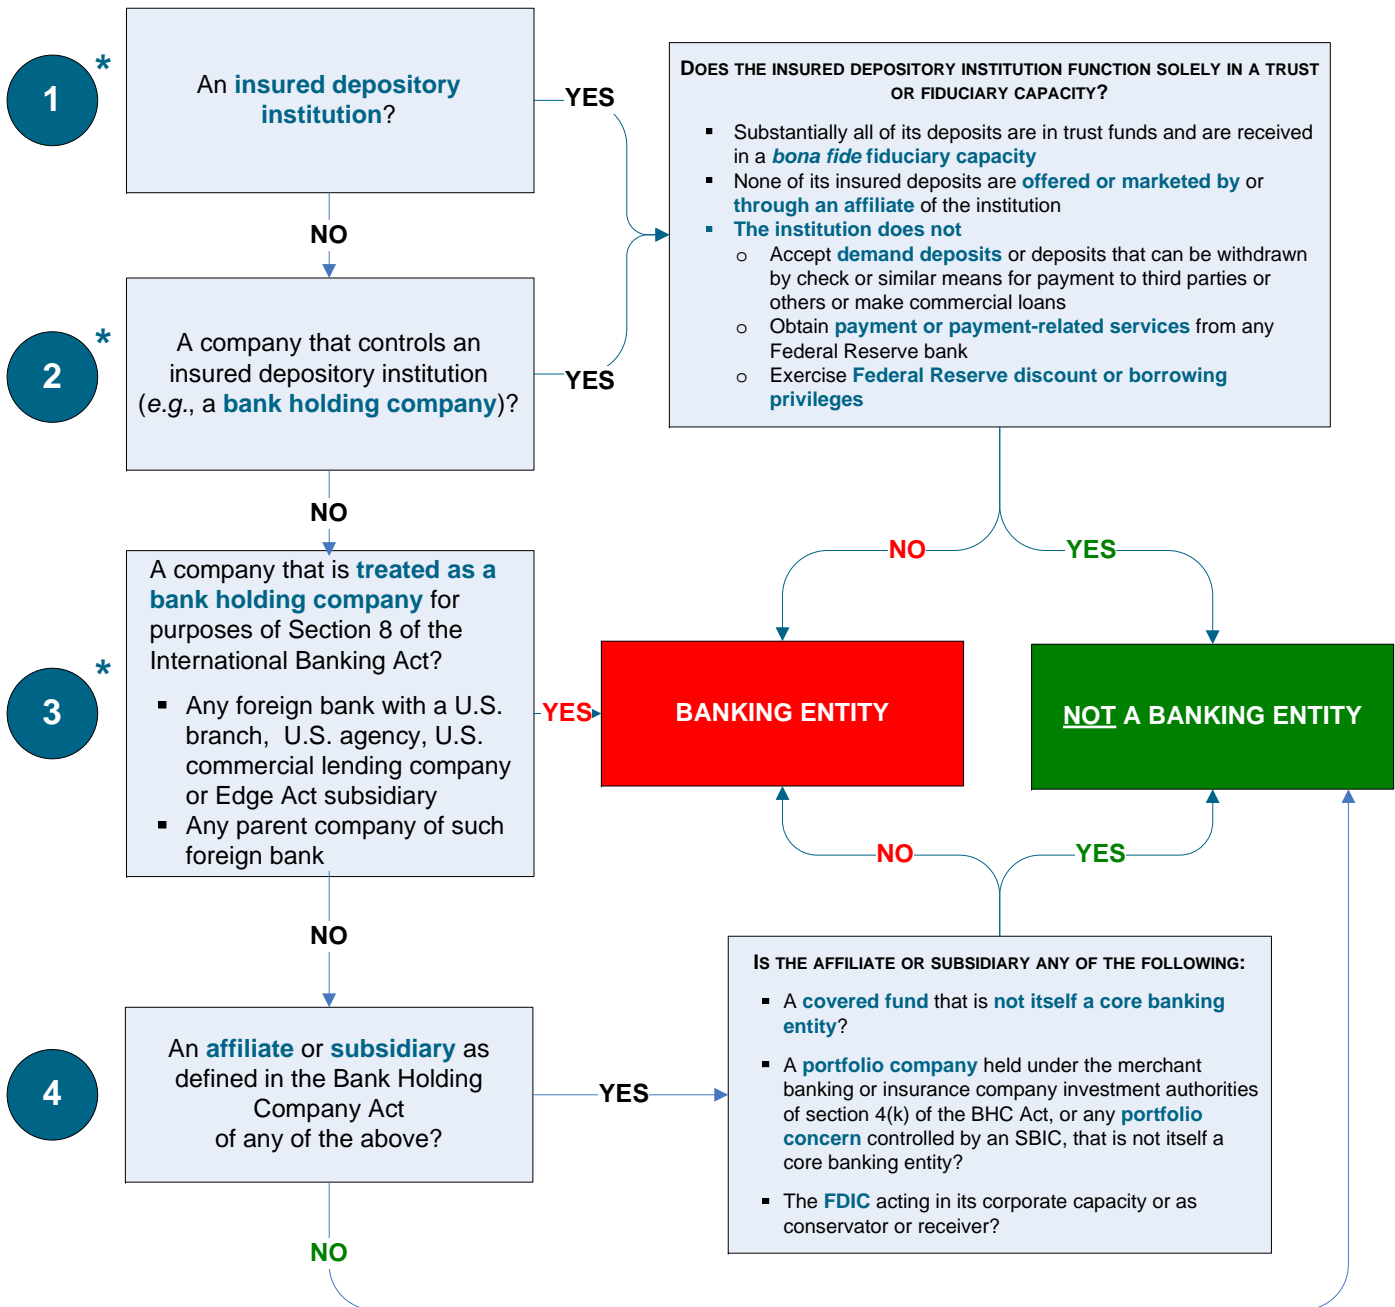 1
*
An insured depository
institution?
YES
NO
2
*
A company that controls an
insured depository institution
(e.g., a bank holding company)?
YES
NO
DOES THE INSURED DEPOSITORY INSTITUTION FUNCTION SOLELY IN A TRUST
OR FIDUCIARY CAPACITY?
▪ Substantially all of its deposits are in trust funds and are received
in a bona fide fiduciary capacity
▪ None of its insured deposits are offered or marketed by or
through an affiliate of the institution
▪ The institution does not
o Accept demand deposits or deposits that can be withdrawn
by check or similar means for payment to third parties or
others or make commercial loans
o Obtain payment or payment-related services from any
Federal Reserve bank
o Exercise Federal Reserve discount or borrowing
privileges
NO
YES
3
*
A company that is treated as a
bank holding company for
purposes of Section 8 of the
International Banking Act?
▪ Any foreign bank with a U.S.
branch, U.S. agency, U.S.
commercial lending company
or Edge Act subsidiary
▪ Any parent company of such
foreign bank
YES
BANKING ENTITY
NOT A BANKING ENTITY
NO
NO
YES
4
An affiliate or subsidiary as
defined in the Bank Holding
Company Act
of any of the above?
YES
IS THE AFFILIATE OR SUBSIDIARY ANY OF THE FOLLOWING:
▪ A covered fund that is not itself a core banking
entity?
▪ A portfolio company held under the merchant
banking or insurance company investment authorities
of section 4(k) of the BHC Act, or any portfolio
concern controlled by an SBIC, that is not itself a
core banking entity?
▪ The FDIC acting in its corporate capacity or as
conservator or receiver?
NO